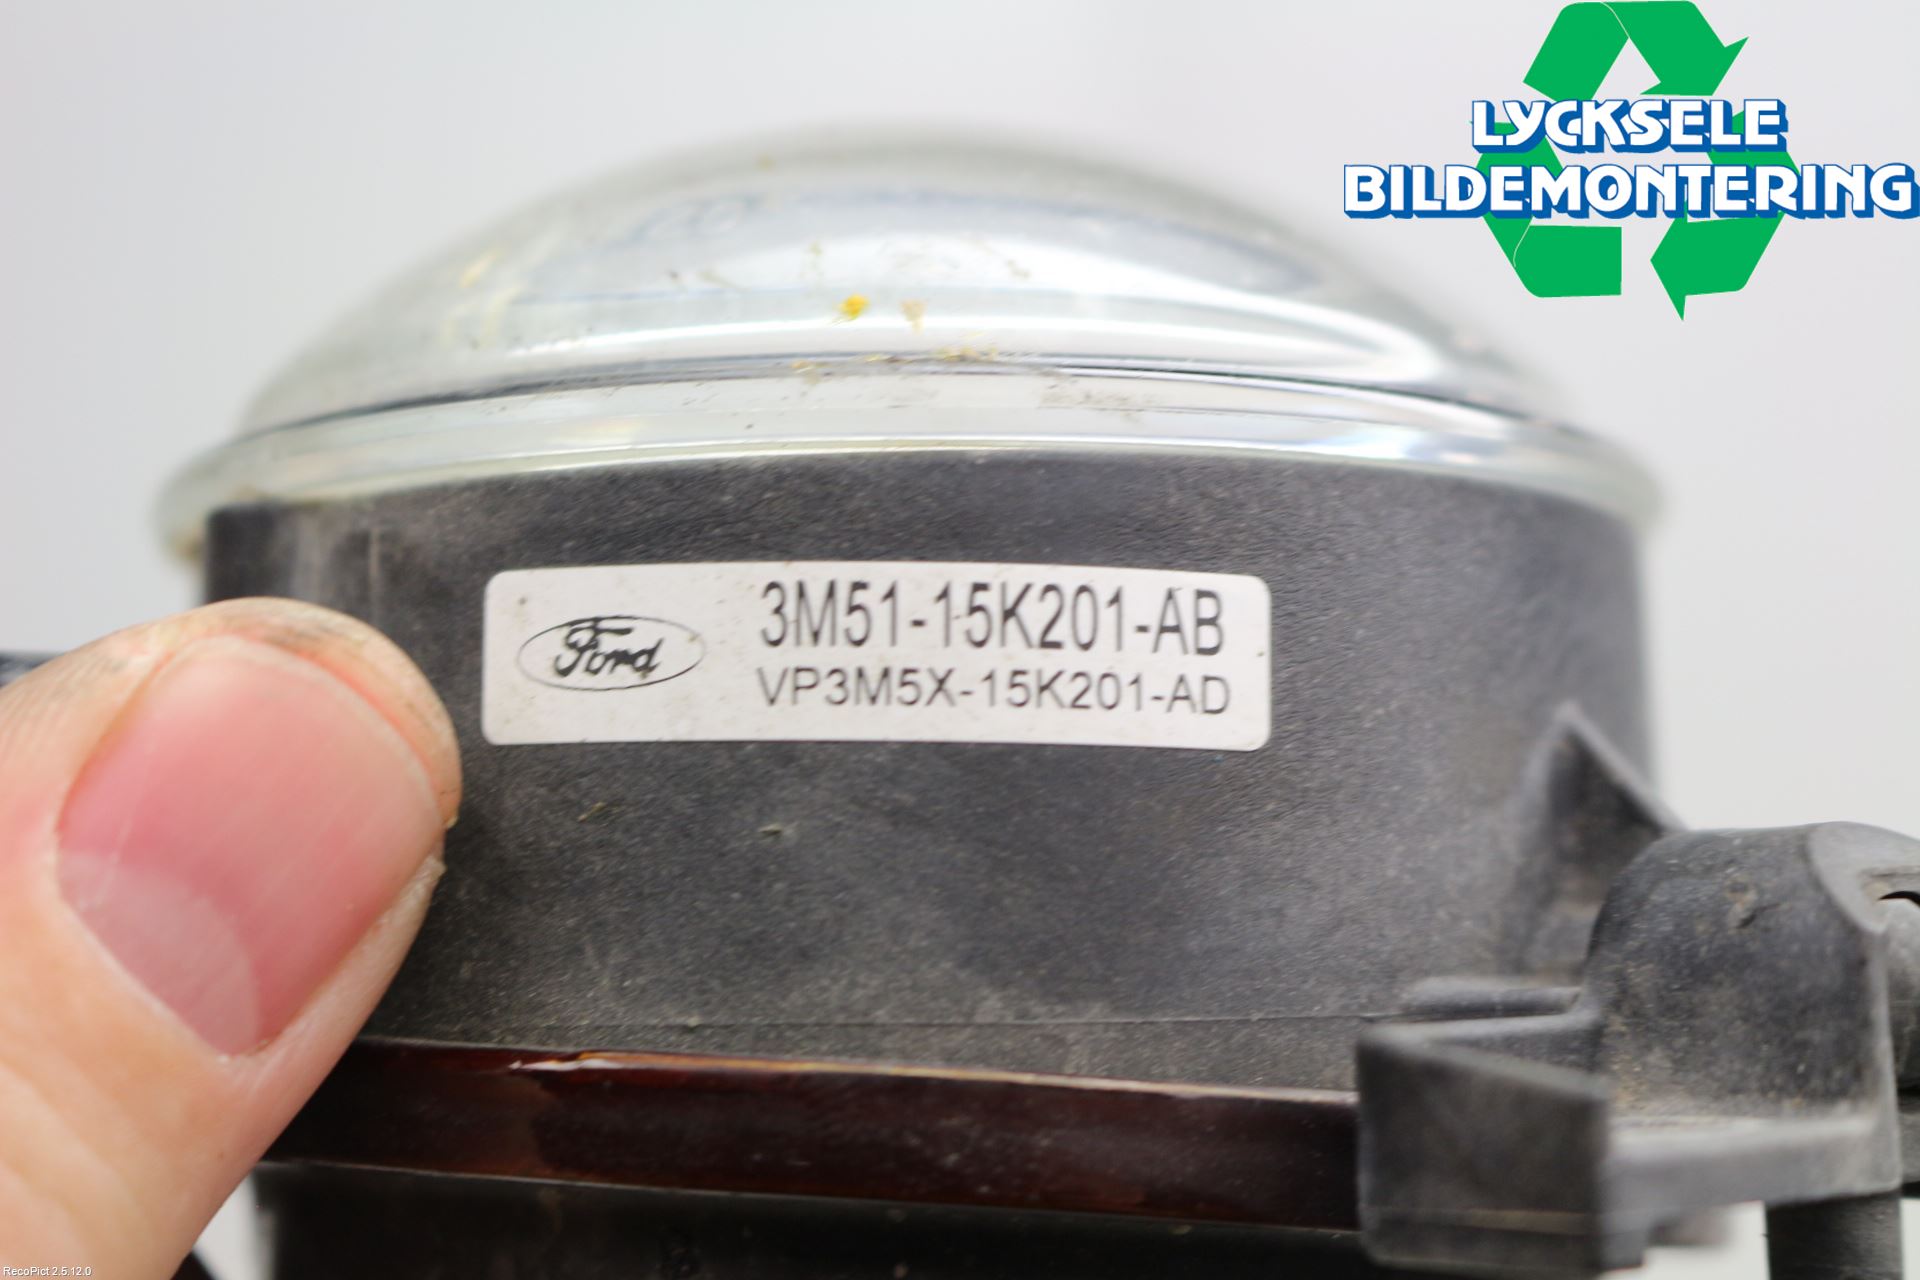 LYCKSELE
BILDEMONTERING
Ford
3M51-15K201-AB
VP3M5X-15K201-AD
RecoPict 2.5.12.0